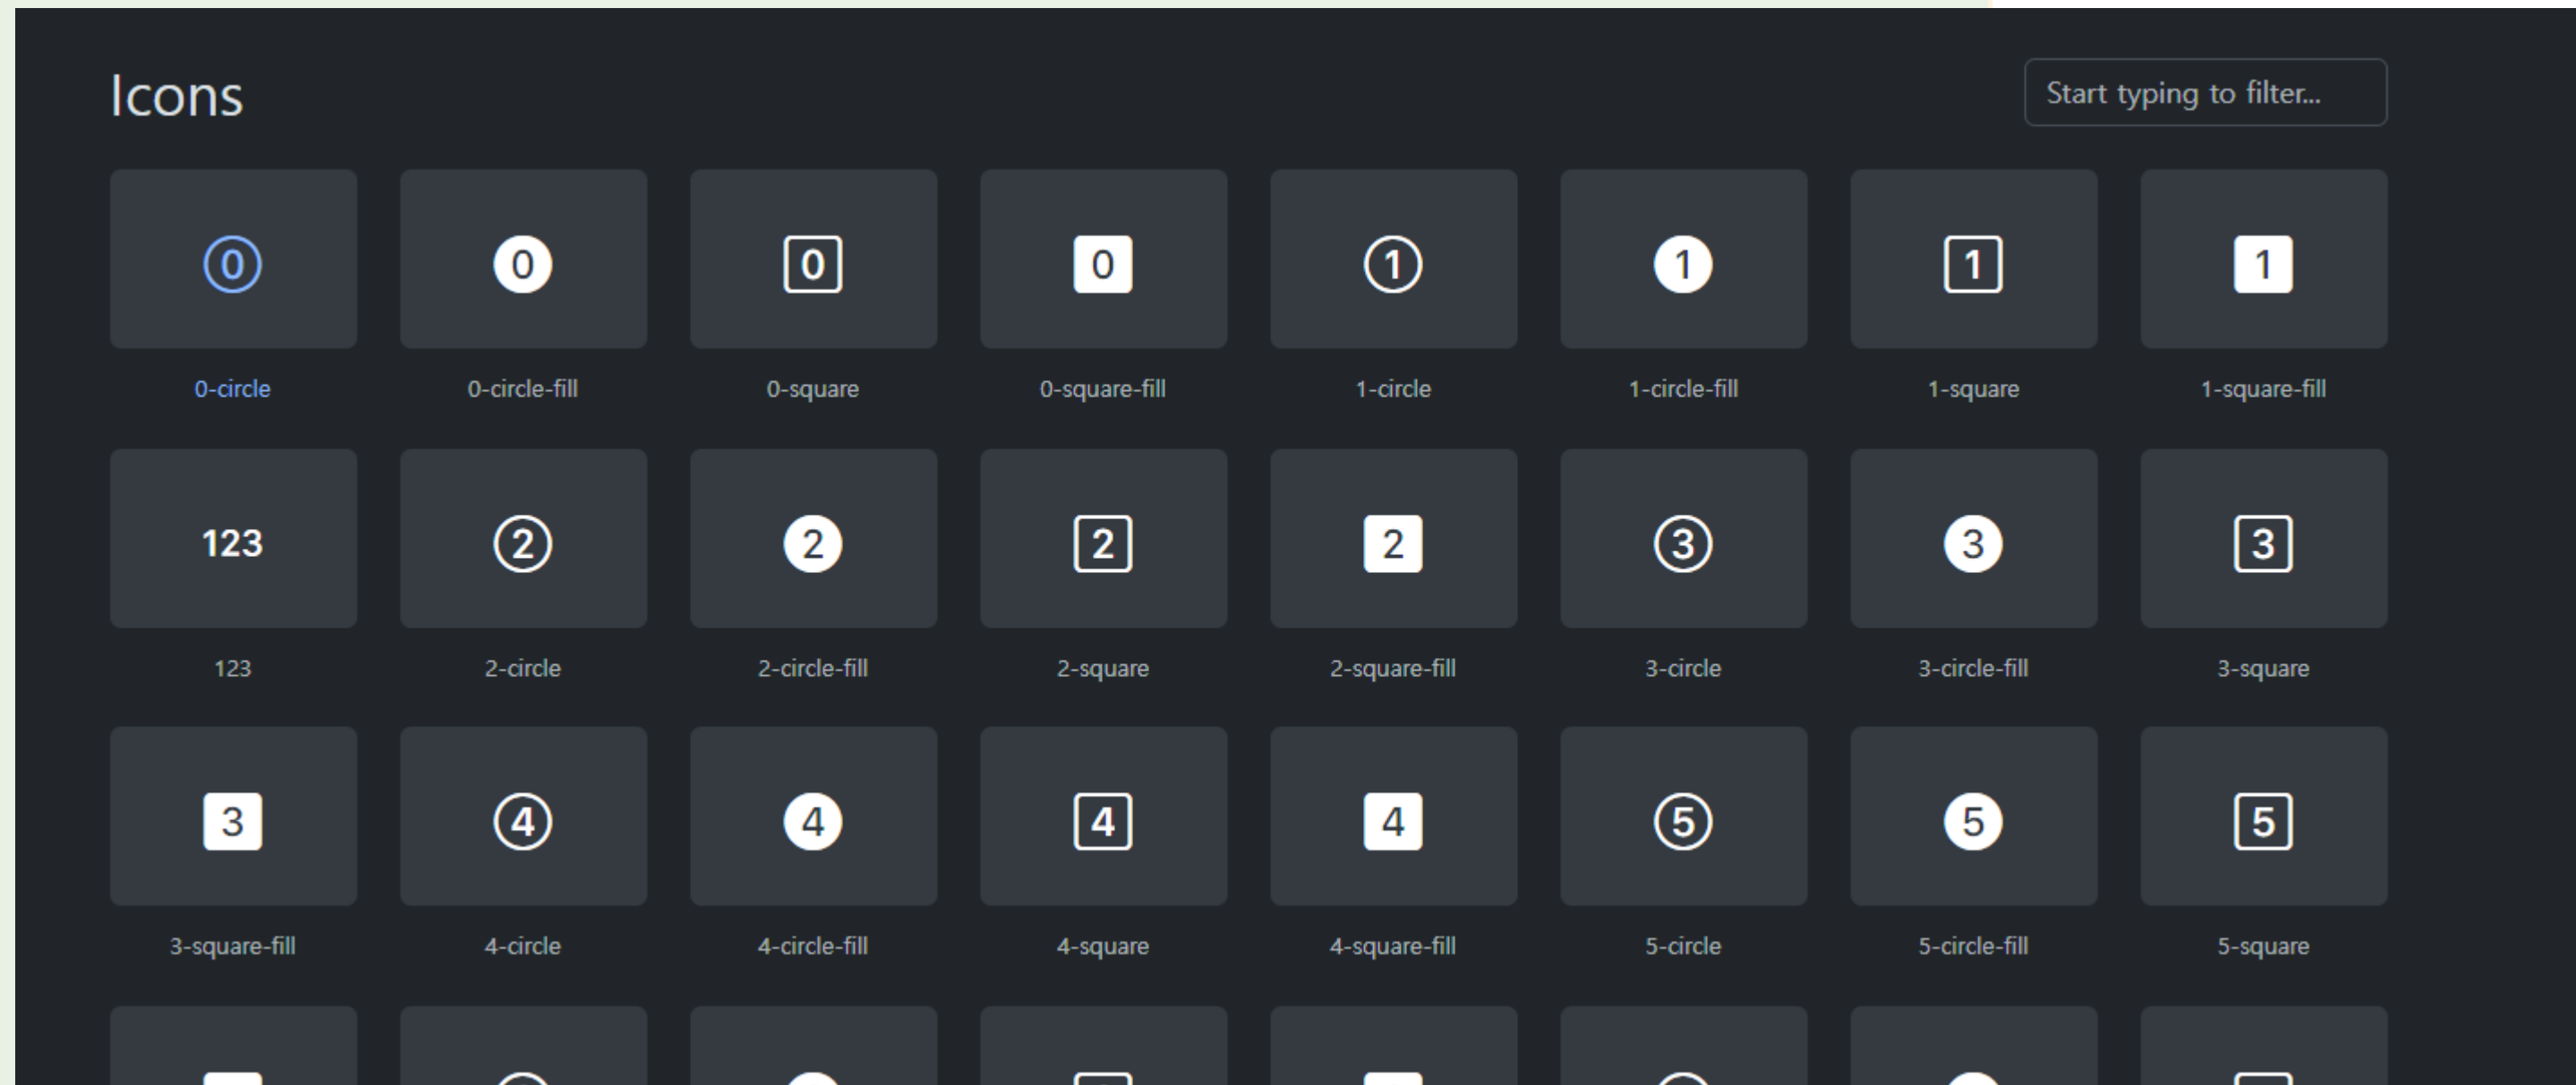 Icons
Start typing to filter...
0 0 0 0 1 1 1 1
0-circle 0-circle-fill 0-square 0-square-fill 1-circle 1-circle-fill 1-square 1-square-fill
123 2 2 2 2 3 3 3
123 2-circle 2-circle-fill 2-square 2-square-fill 3-circle 3-circle-fill 3-square
3 4 4 4 4 5 5 5
3-square-fill 4-circle 4-circle-fill 4-square 4-square-fill 5-circle 5-circle-fill 5-square